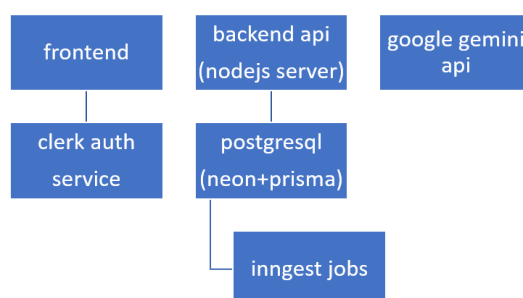 frontend
backend api
(nodejs server)
google gemini
api
clerk auth
service
postgresql
(neon+prisma)
inngest jobs